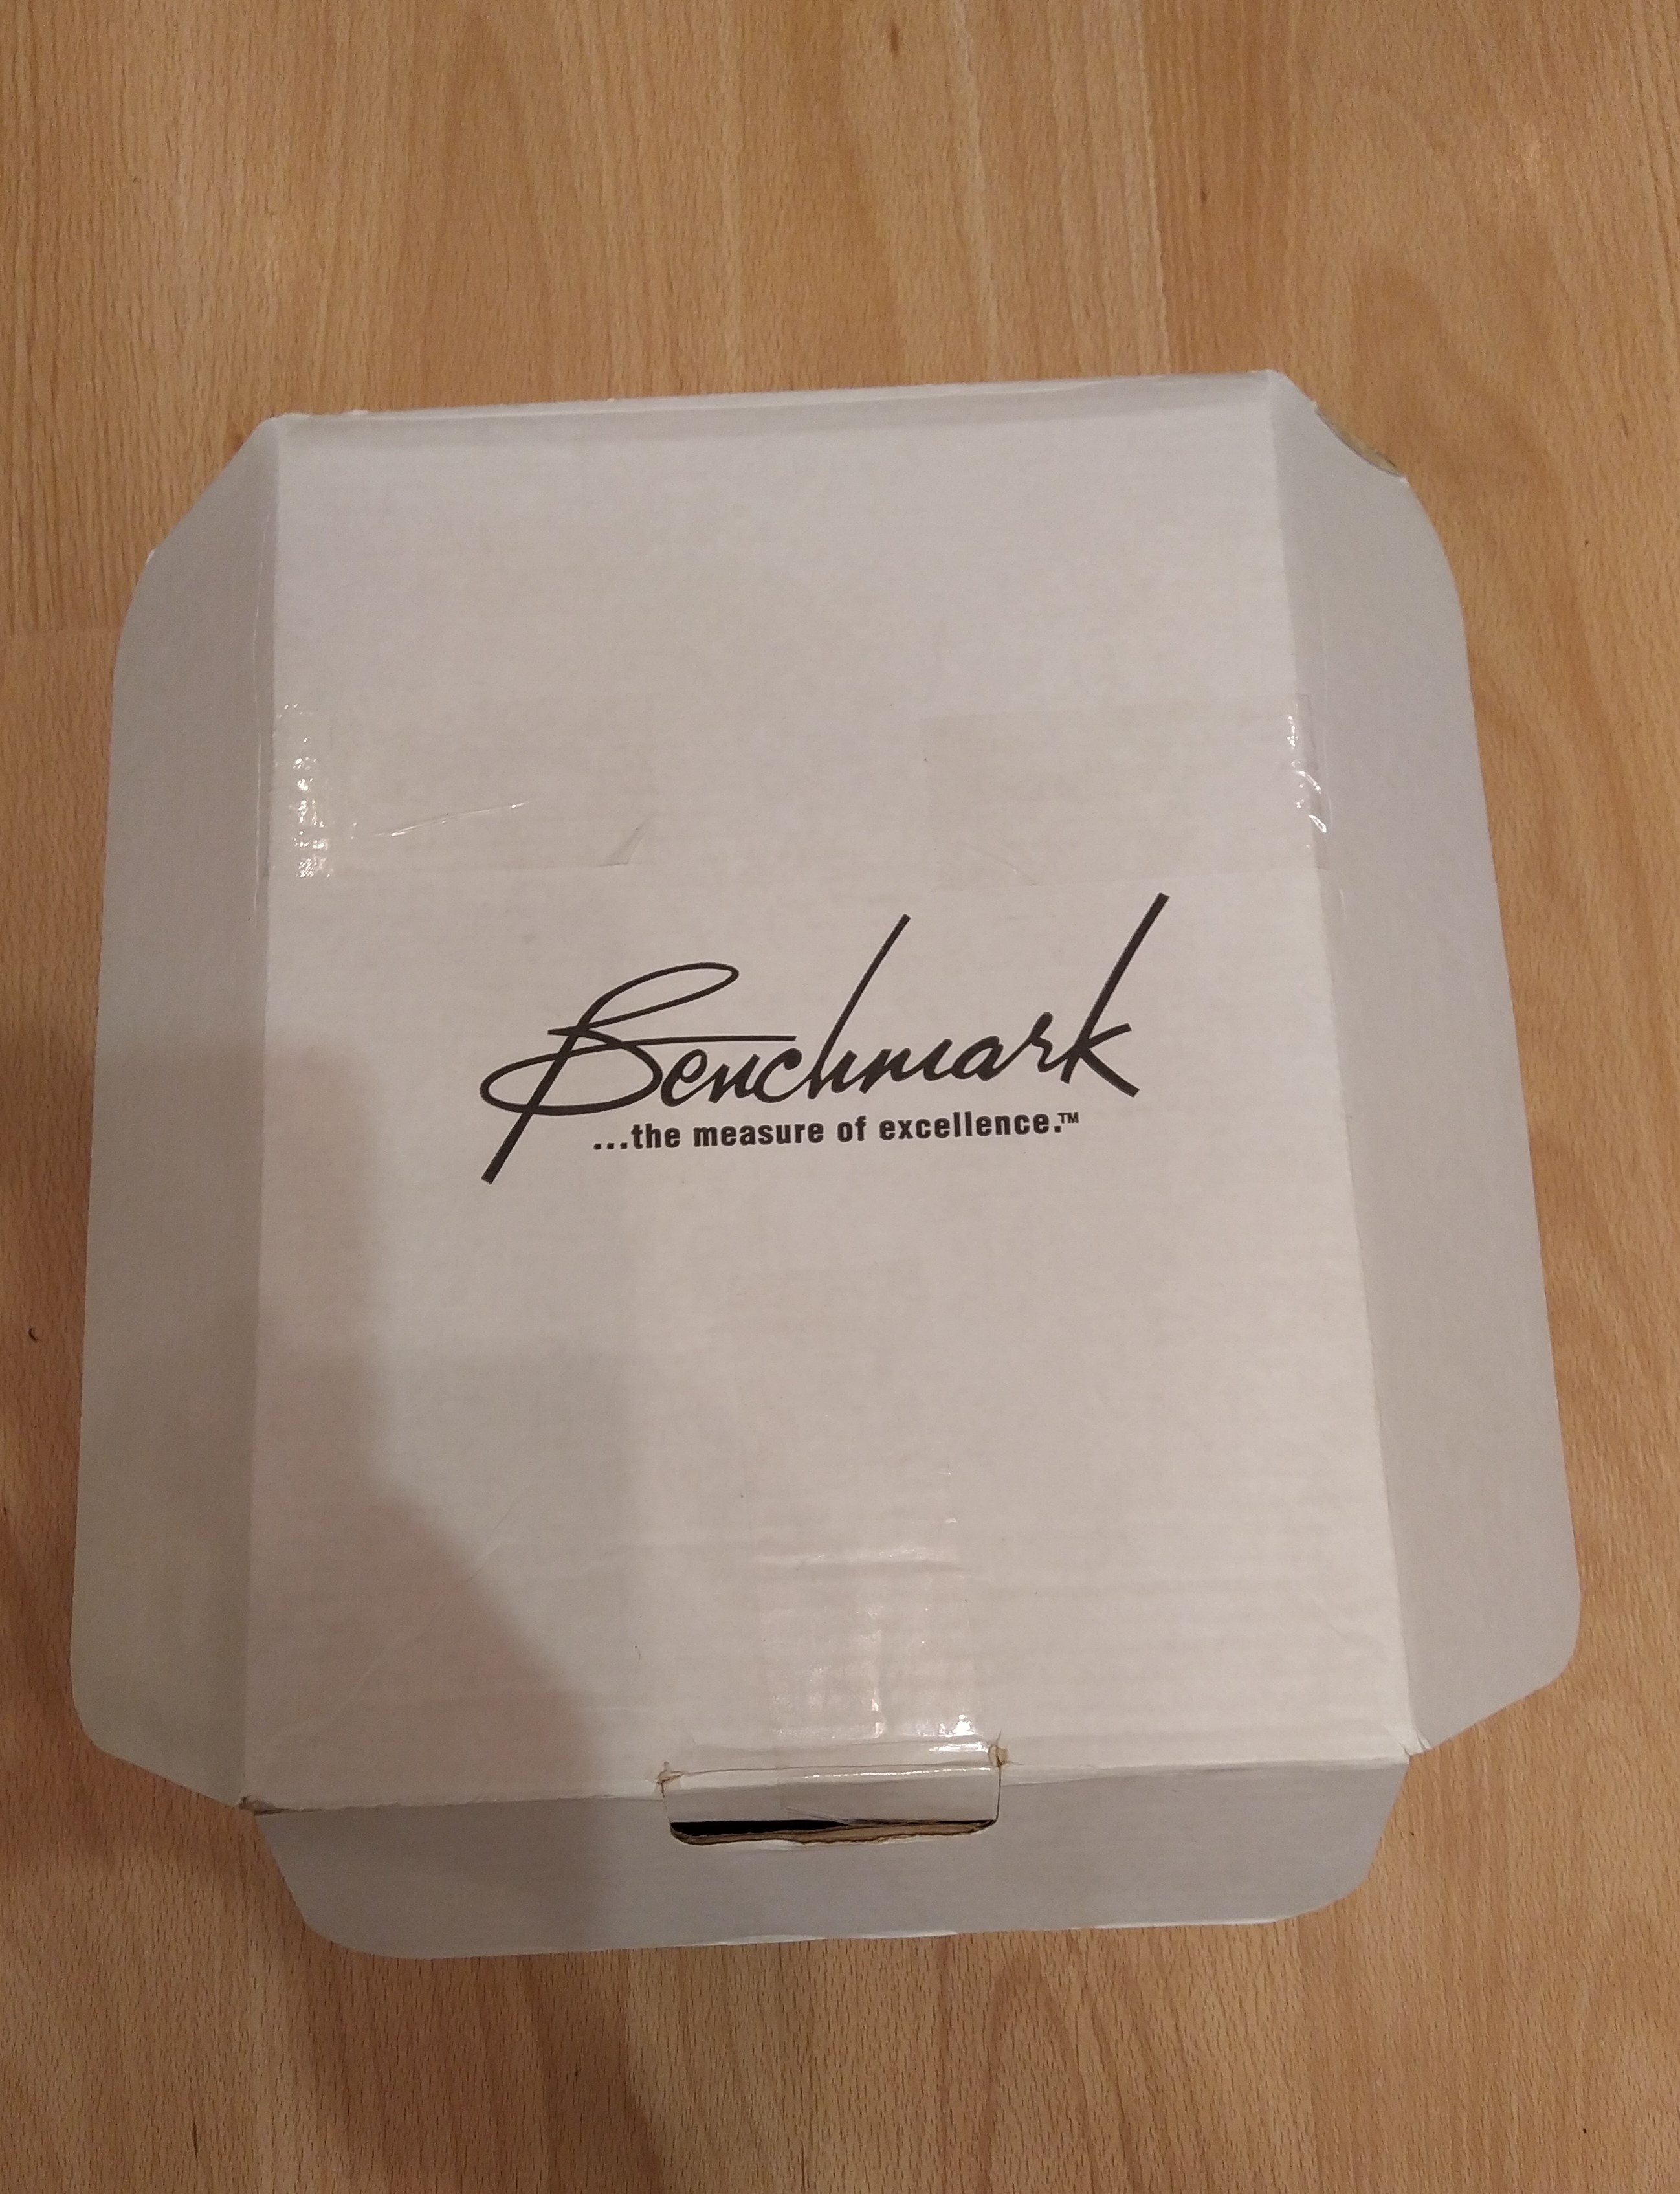 Benchmark
...the measure of excellence.™